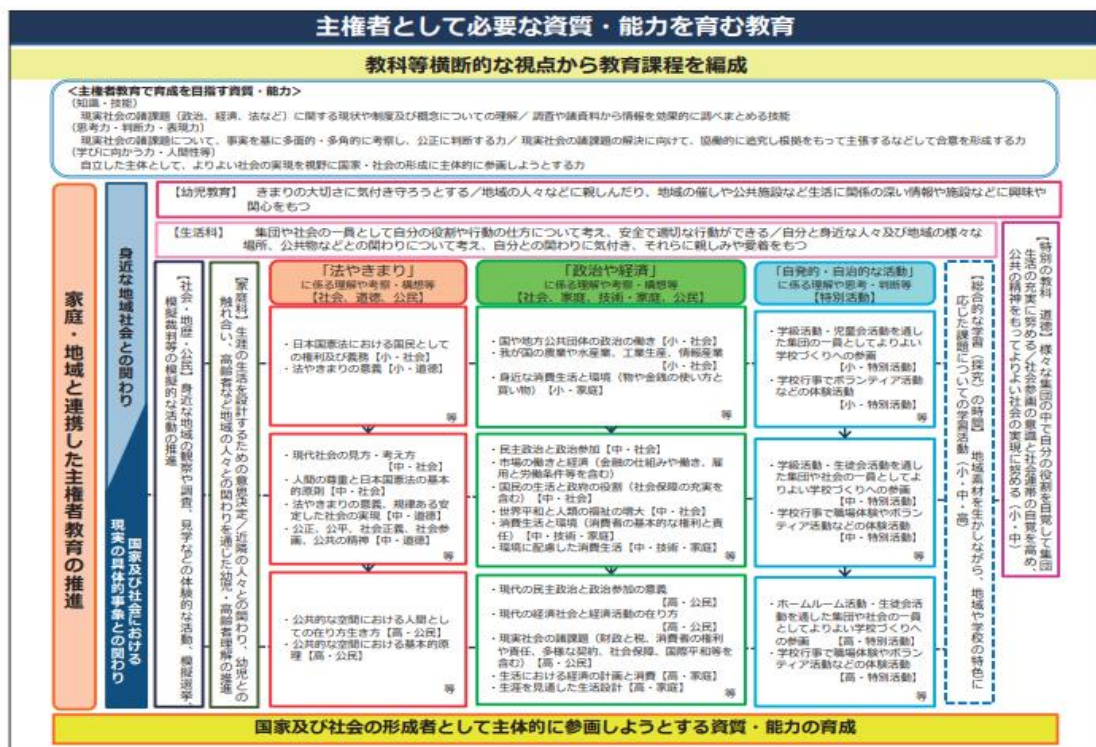 主権者として必要な資質・能力を育む教育
教科等横断的な視点から教育課程を編成
<主権者教育で育成を目指す資質・能力>
（知識・技能）
現実社会の諸課題（政治、経済、法など）に関する現状や制度及び概念についての理解／調査や諸資料から情報を効果的に調べまとめる技能
（思考力・判断力・表現力）
現実社会の諸課題について、事実を基に多面的・多角的に考察し、公正に判断する力／現実社会の諸課題の解決に向けて、協働的に追究し根拠をもって主張するなどして合意を形成する力
（学びに向かう力・人間性等）
自立した主体として、よりよい社会の実現を視野に国家・社会の形成に主体的に参画しようとする力
家庭・地域と連携した主権者教育の推進
身近な地域社会との関わり
国家及び社会における
現実の具体的事象との関わり
【幼児教育】 きまりの大切さに気付き守ろうとする／地域の人々などに親しんだり、地域の催しや公共施設など生活に関係の深い情報や施設などに興味や
関心をもつ
【生活科】 集団や社会の一員として自分の役割や行動の仕方について考え、安全で適切な行動ができる／自分と身近な人々及び地域の様々な
場所、公共物などとの関わりについて考え、自分との関わりに気付き、それらに親しみや愛着をもつ
【社会・地歴・公民】身近な地域の観察や調査、見学などの体験的な活動、模擬選挙、
模擬裁判等の模擬的な活動の推進
【家庭科】生涯の生活を設計するための意思決定／近隣の人々との関わり、幼児との
触れ合い、高齢者など地域の人々との関わりを通じた幼児・高齢者理解の推進
「法やきまり」
に係る理解や考察・構想等
【社会、道徳、公民】
・日本国憲法における国民とし
ての権利及び義務【小・社会】
・法やきまりの意義【小・道徳】
等
・現代社会の見方・考え方
【中・社会】
・人間の尊重と日本国憲法の基本
的原則【中・社会】
・法やきまりの意義、規律ある安
定した社会の実現【中・道徳】
・公正、公平、社会正義、社会参
画、公共の精神【中・道徳】
等
・公共的な空間における人間とし
ての在り方生き方【高・公民】
・公共的な空間における基本的原
理【高・公民】
等
「政治や経済」
に係る理解や考察・構想等
【社会、家庭、技術・家庭、公民】
・国や地方公共団体の政治の働き【小・社会】
・我が国の農業や水産業、工業生産、情報産業
【小・社会】
・身近な消費生活と環境（物や金銭の使い方と
買い物）【小・家庭】
等
・民主政治と政治参加【中・社会】
・市場の働きと経済（金融の仕組みや働き、雇
用と労働条件等を含む）
・国民の生活と政府の役割（社会保障の充実を
含む）【中・社会】
・世界平和と人類の福祉の増大【中・社会】
・消費生活と環境（消費者の基本的な権利と責
任）【中・技術・家庭】
・環境に配慮した消費生活【中・技術・家庭】
等
・現代の民主政治と政治参加の意義
【高・公民】
・現代の経済社会と経済活動の在り方
【高・公民】
・現実社会の諸課題（財政と税、消費者の権利
や責任、多様な契約、社会保障、国際平和等を
含む）【高・公民】
・生活における経済の計画と消費【高・家庭】
・生涯を見通した生活設計【高・家庭】
等
「自発的・自治的な活動」
に係る理解や思考・判断等
【特別活動】
・学級活動・児童会活動を通し
た集団の一員としてよりよい
学校づくりへの参画
【小・特別活動】
・学校行事でボランティア活動
などの体験活動
【小・特別活動】
等
・学級活動・生徒会活動を通し
た集団や社会の一員としてよ
りよい学校づくりへの参画
【中・特別活動】
・学校行事で職場体験やボラン
ティア活動などの体験活動
【中・特別活動】
等
・ホームルーム活動・生徒会活
動を通した集団や社会の一員
としてよりよい学校づくりへ
の参画 【高・特別活動】
・学校行事で職場体験やボラン
ティア活動などの体験活動
【高・特別活動】
等
【総合的な学習（探究）の時間】 地域素材を生かしながら、地域や学校の特色に
応じた課題についての学習活動（小・中・高）
【特別の教科 道徳】様々な集団の中で自分の役割を自覚して集団
生活の充実に努める／社会参画の意識と社会連帯の自覚を高め、
公共の精神をもってよりよい社会の実現に努める（小・中）
国家及び社会の形成者として主体的に参画しようとする資質・能力の育成